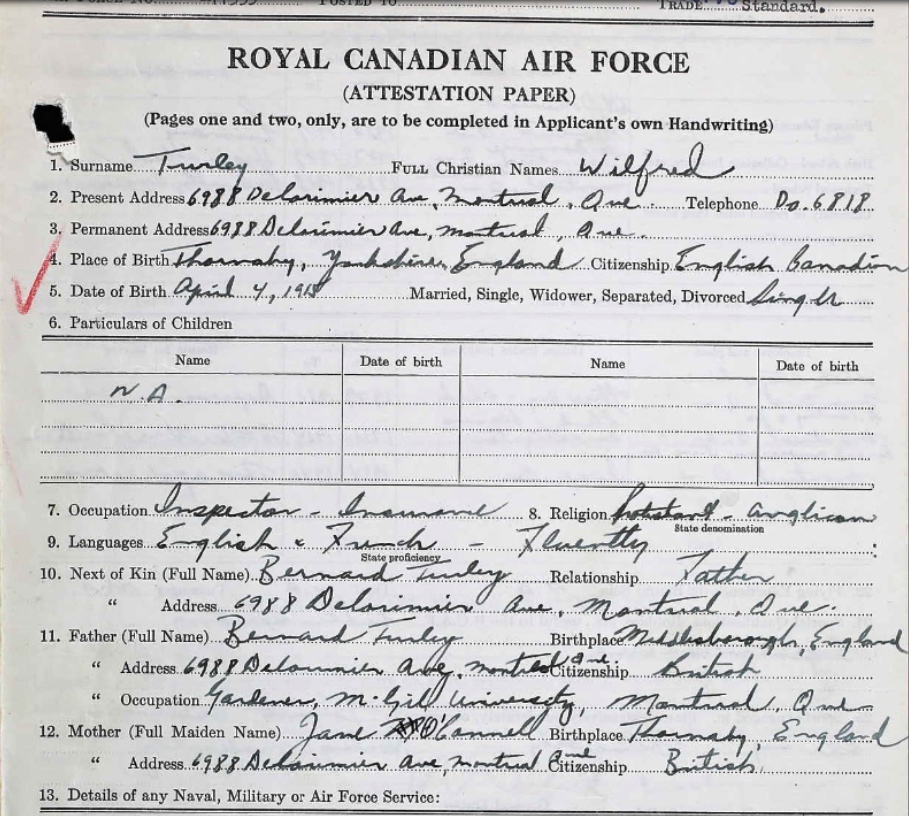 TRADE Standard.
ROYAL CANADIAN AIR FORCE
(ATTESTATION PAPER)
(Pages one and two, only, are to be completed in Applicant's own Handwriting)
1. Surname Turley FULL Christian Names Wilfred
2. Present Address 6988 Delorimier Ave, Montreal, Que. Telephone Do. 6818
3. Permanent Address 6988 Delorimier Ave, Montreal, Que.
4. Place of Birth Thornaby, Yorkshire, England Citizenship English Canadian
5. Date of Birth April 4, Married, Single, Widower, Separated, Divorced Single
6. Particulars of Children
Name Date of birth Name Date of birth
N.A.
7. Occupation Inspector - Insurance 8. Religion Protestant - Anglican
State denomination
9. Languages English & French - Fluently
State proficiency
10. Next of Kin (Full Name) Bernard Turley Relationship Father
" Address 6988 Delorimier Ave, Montreal, Que.
11. Father (Full Name) Bernard Turley Birthplace Middlesborough, England
" Address 6988 Delorimier Ave, Montreal Que. Citizenship British
" Occupation Gardener, McGill University, Montreal, Que
12. Mother (Full Maiden Name) Jane O'Connell Birthplace Thornaby, England
" Address 6988 Delorimier Ave, Montreal Que Citizenship British
13. Details of any Naval, Military or Air Force Service: